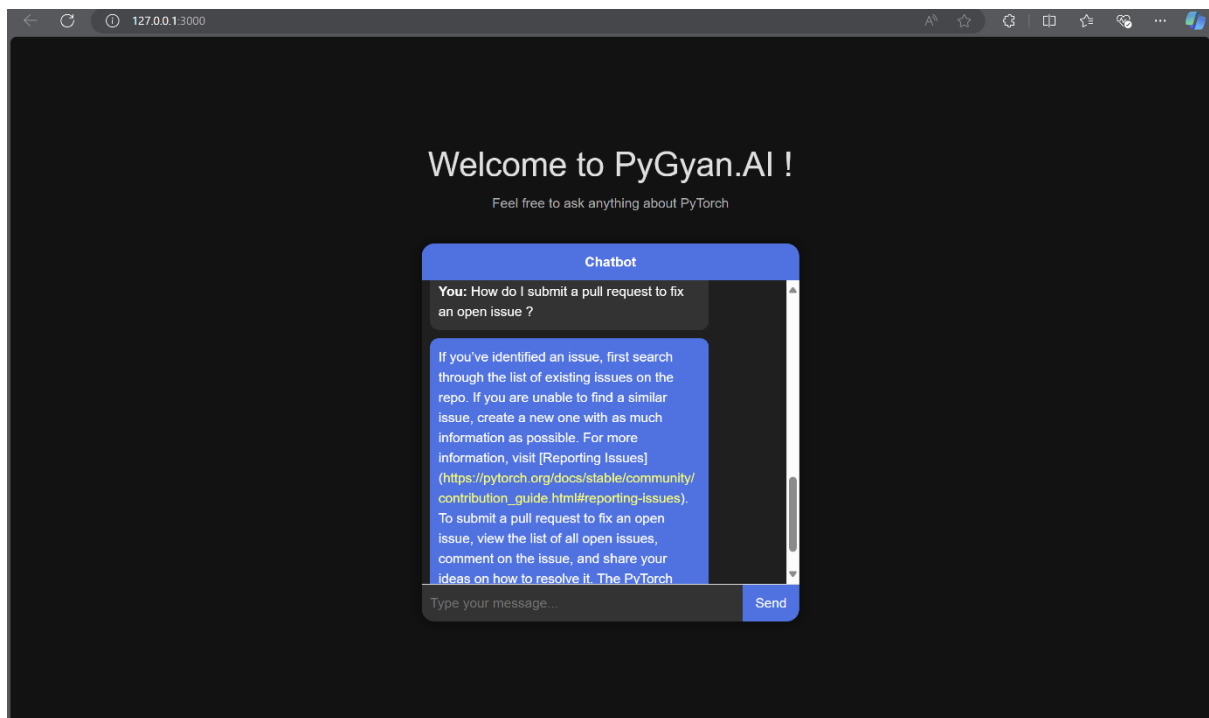 127.0.0.1:3000
Welcome to PyGyan.AI !
Feel free to ask anything about PyTorch
Chatbot
You: How do I submit a pull request to fix
an open issue ?
If you've identified an issue, first search
through the list of existing issues on the
repo. If you are unable to find a similar
issue, create a new one with as much
information as possible. For more
information, visit [Reporting Issues]
(https://pytorch.org/docs/stable/community/
contribution_guide.html#reporting-issues).
To submit a pull request to fix an open
issue, view the list of all open issues,
comment on the issue, and share your
ideas on how to resolve it. The PyTorch
Type your message... Send